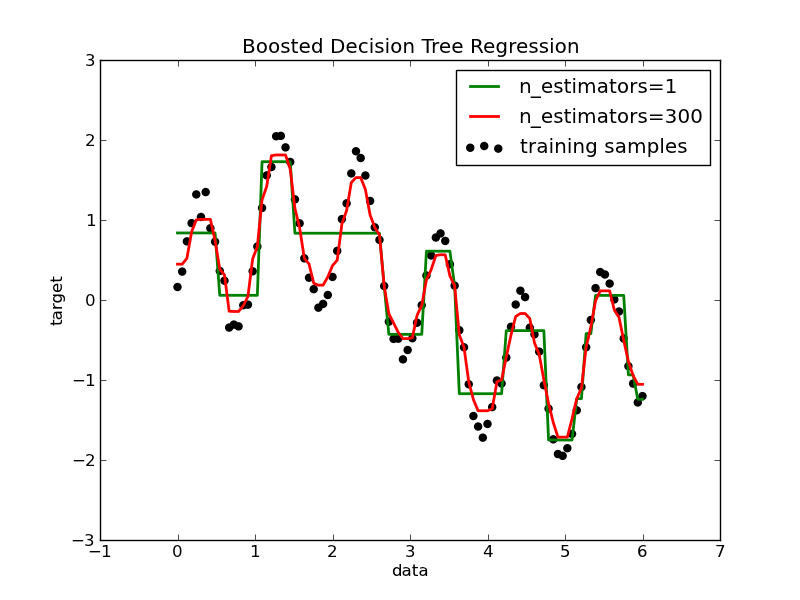 Boosted Decision Tree Regression
n_estimators=1
n_estimators=300
training samples
3
2
1
0
−1
−2
−3
target
−1 0 1 2 3 4 5 6 7
data